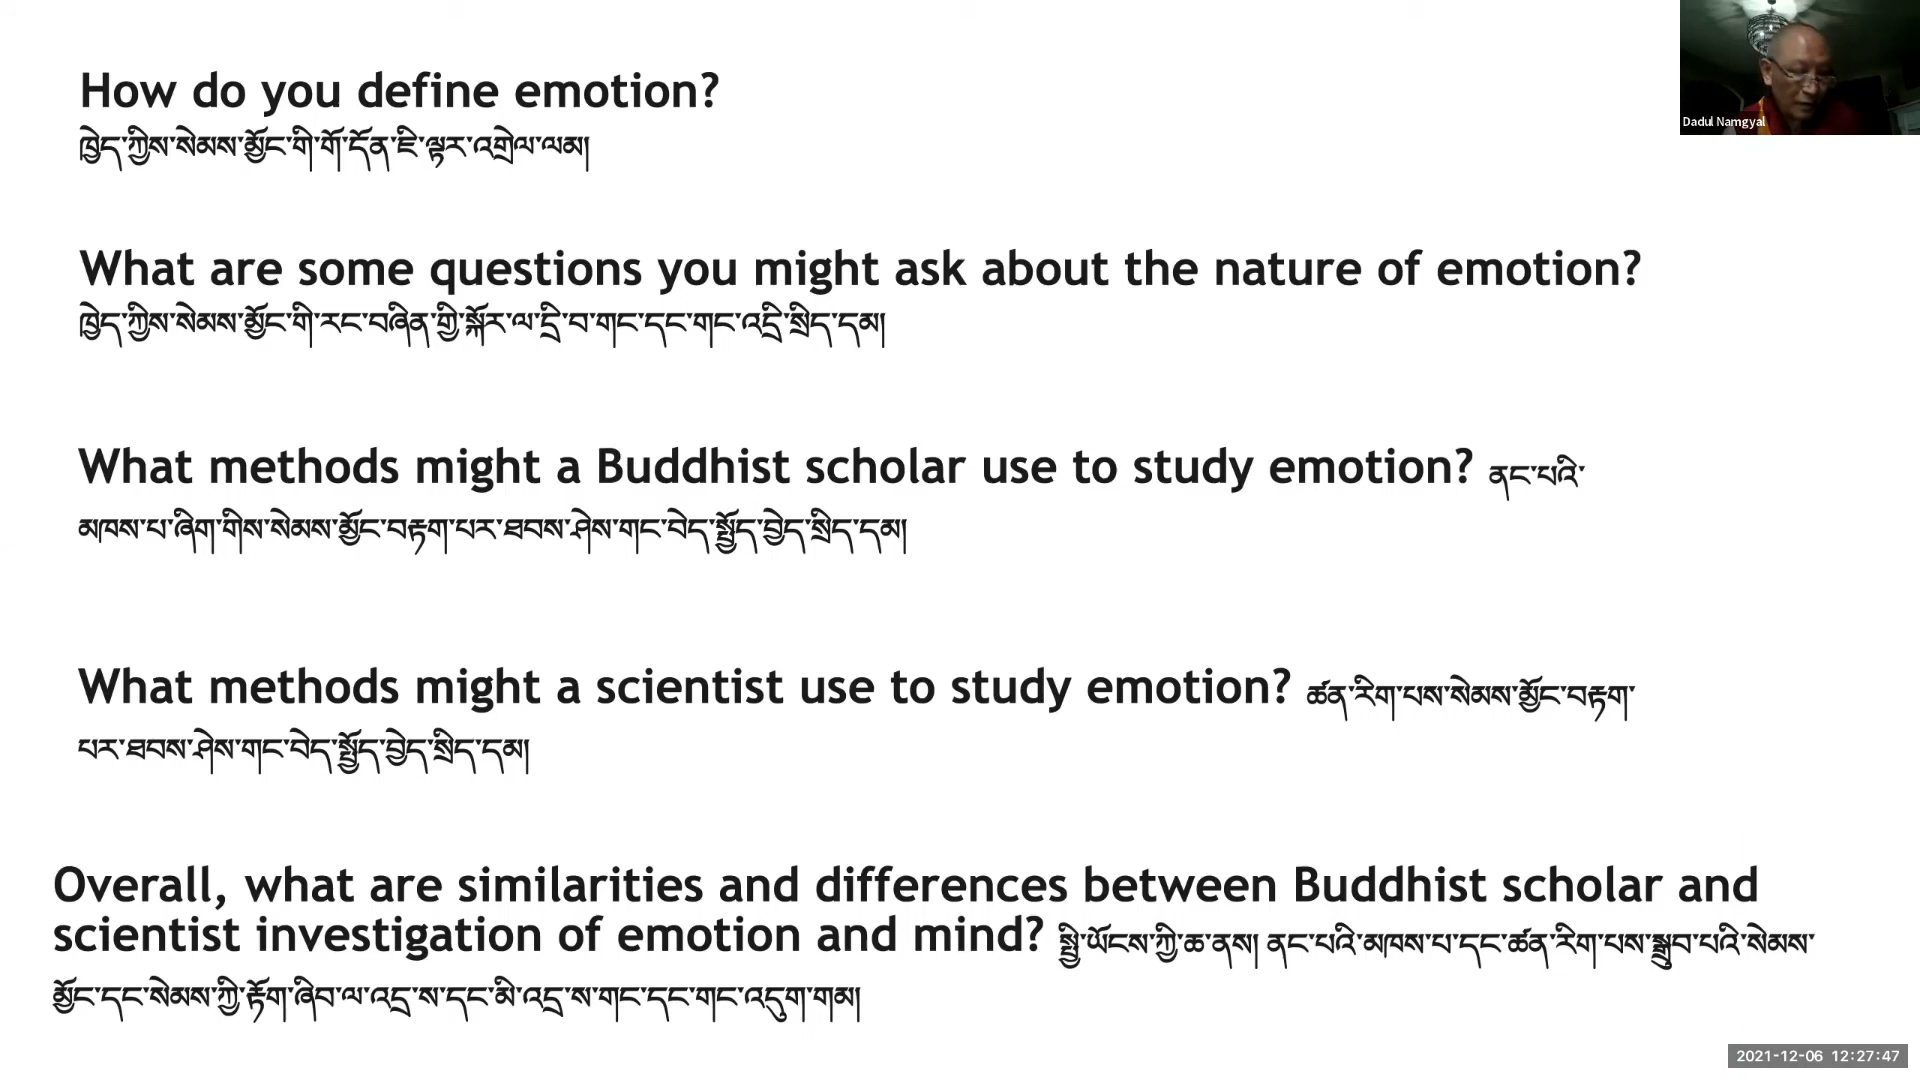 How do you define emotion?
ཁྱེད་ཀྱིས་སེམས་མྱོང་གི་གོ་དོན་ཇི་ལྟར་འགྲེལ་ལམ།
What are some questions you might ask about the nature of emotion?
ཁྱེད་ཀྱིས་སེམས་མྱོང་གི་རང་བཞིན་གྱི་སྐོར་ལ་དྲི་བ་གང་དང་གང་འདྲི་སྲིད་དམ།
What methods might a Buddhist scholar use to study emotion? ནང་པའི་
མཁས་པ་ཞིག་གིས་སེམས་མྱོང་བརྟག་པར་ཐབས་ཤེས་གང་བེད་སྤྱོད་བྱེད་སྲིད་དམ།
What methods might a scientist use to study emotion? ཚན་རིག་པས་སེམས་མྱོང་བརྟག་
པར་ཐབས་ཤེས་གང་བེད་སྤྱོད་བྱེད་སྲིད་དམ།
Overall, what are similarities and differences between Buddhist scholar and
scientist investigation of emotion and mind? སྤྱི་ཡོངས་ཀྱི་ཆ་ནས། ནང་པའི་མཁས་པ་དང་ཚན་རིག་པས་སྒྲུབ་པའི་སེམས་
མྱོང་དང་སེམས་ཀྱི་རྟོག་ཞིབ་ལ་འདྲ་ས་དང་མི་འདྲ་ས་གང་དང་གང་འདུག་གམ།
Dadul Namgyal
2021-12-06 12:27:47